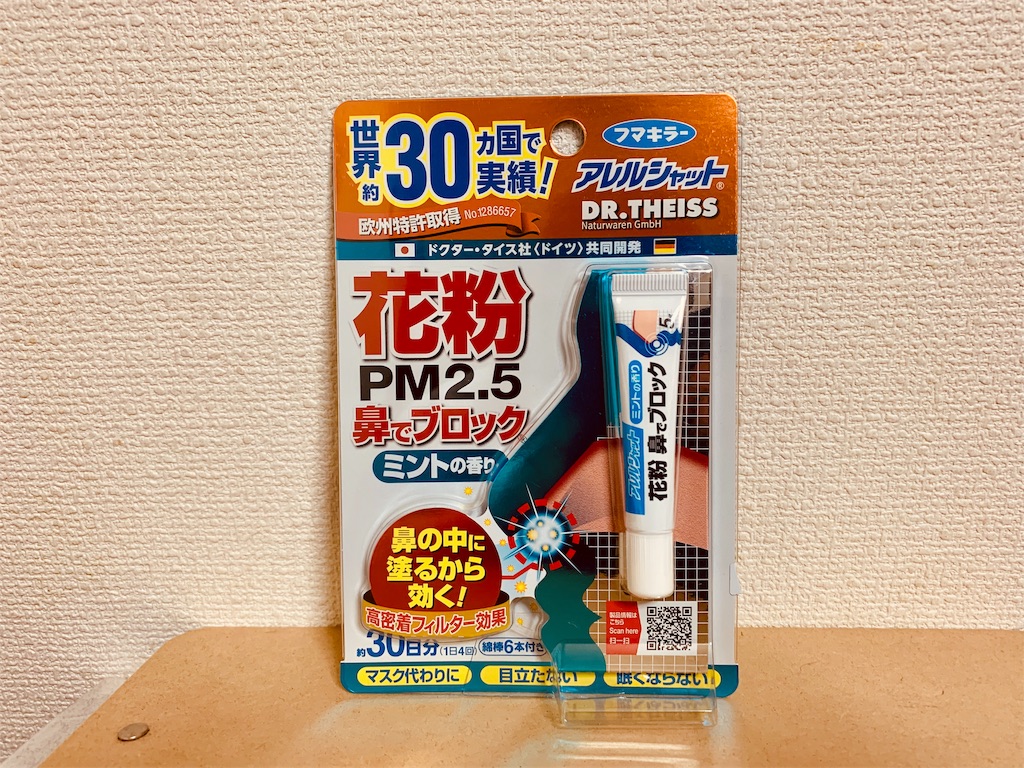 世界約30カ国で実績!
欧州特許取得 No.1286657
フマキラー
アレルシャット®
DR.THEISS
Naturwaren GmbH
ドクター・タイス社〈ドイツ〉共同開発
花粉
PM2.5
鼻でブロック
ミントの香り
鼻の中に
塗るから
効く!
高密着フィルター効果
約30日分(1日4回)
綿棒6本付き
マスク代わりに
目立たない
眠くならない
アレルシャット ミントの香り
花粉 鼻でブロック
製品情報は
こちら
Scan here
扫一扫